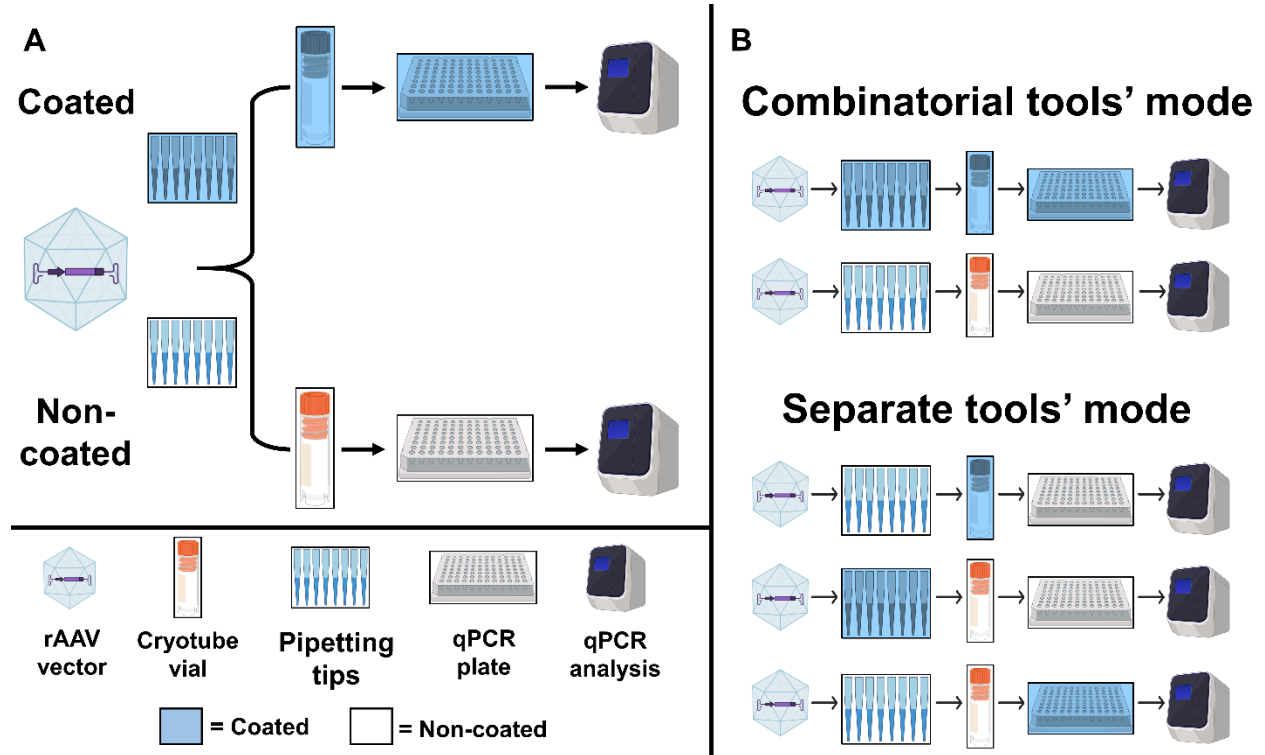 A
Coated
Non-
coated
rAAV
vector
Cryotube
vial
Pipetting
tips
qPCR
plate
qPCR
analysis
= Coated
= Non-coated
B
Combinatorial tools’ mode
Separate tools’ mode